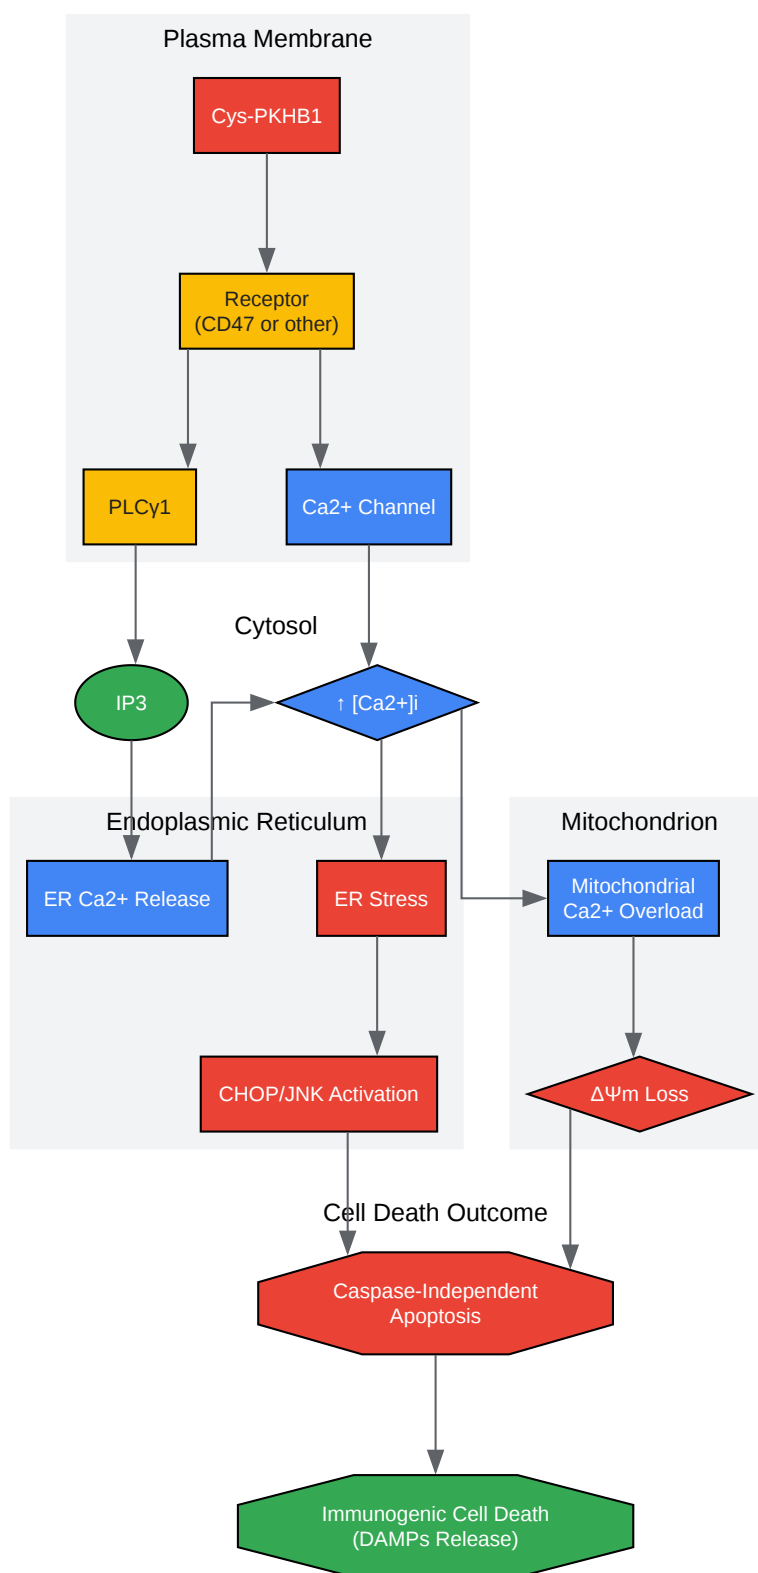 Plasma Membrane
Cys-PKHB1
Receptor
(CD47 or other)
PLCγ1
Ca2+ Channel
Cytosol
IP3
↑ [Ca2+]i
Endoplasmic Reticulum
Mitochondrion
ER Ca2+ Release
ER Stress
Mitochondrial
Ca2+ Overload
CHOP/JNK Activation
ΔΨm Loss
Cell Death Outcome
Caspase-Independent
Apoptosis
Immunogenic Cell Death
(DAMPs Release)